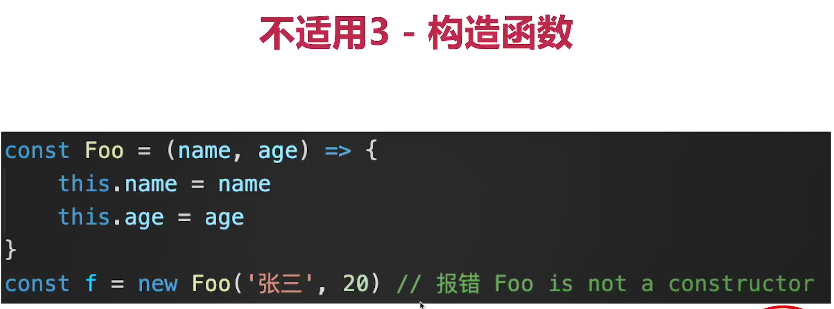 不适用3 - 构造函数
const Foo = (name, age) => {
    this.name = name
    this.age = age
}
const f = new Foo('张三', 20) // 报错 Foo is not a constructor